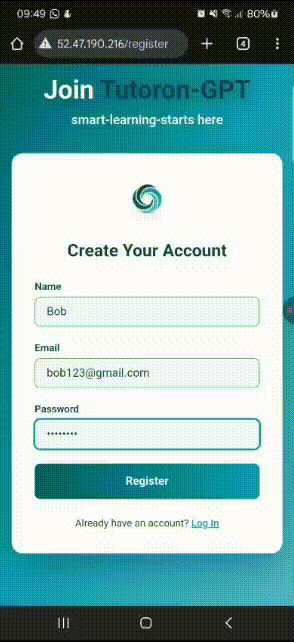 09:49
80%
52.47.190.216/register
4
Join Tutoron-GPT
smart-learning-starts here
Create Your Account
Name
Bob
Email
bob123@gmail.com
Password
••••••••
Register
Already have an account? Log In